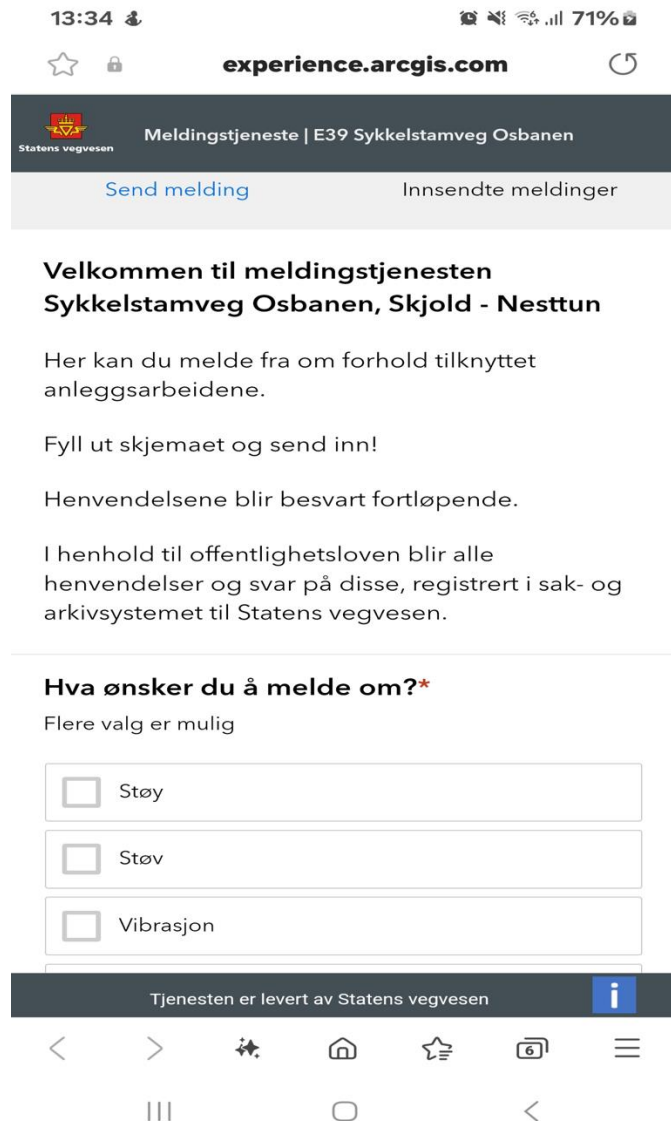 13:34
71%
experience.arcgis.com
Statens vegvesen
Meldingstjeneste | E39 Sykkelstamveg Osbanen
Send melding
Innsendte meldinger
Velkommen til meldingstjenesten
Sykkelstamveg Osbanen, Skjold - Nesttun
Her kan du melde fra om forhold tilknyttet
anleggsarbeidene.
Fyll ut skjemaet og send inn!
Henvendelsene blir besvart fortløpende.
I henhold til offentlighetsloven blir alle
henvendelser og svar på disse, registrert i sak- og
arkivsystemet til Statens vegvesen.
Hva ønsker du å melde om?*
Flere valg er mulig
Støy
Støv
Vibrasjon
Tjenesten er levert av Statens vegvesen
i
6